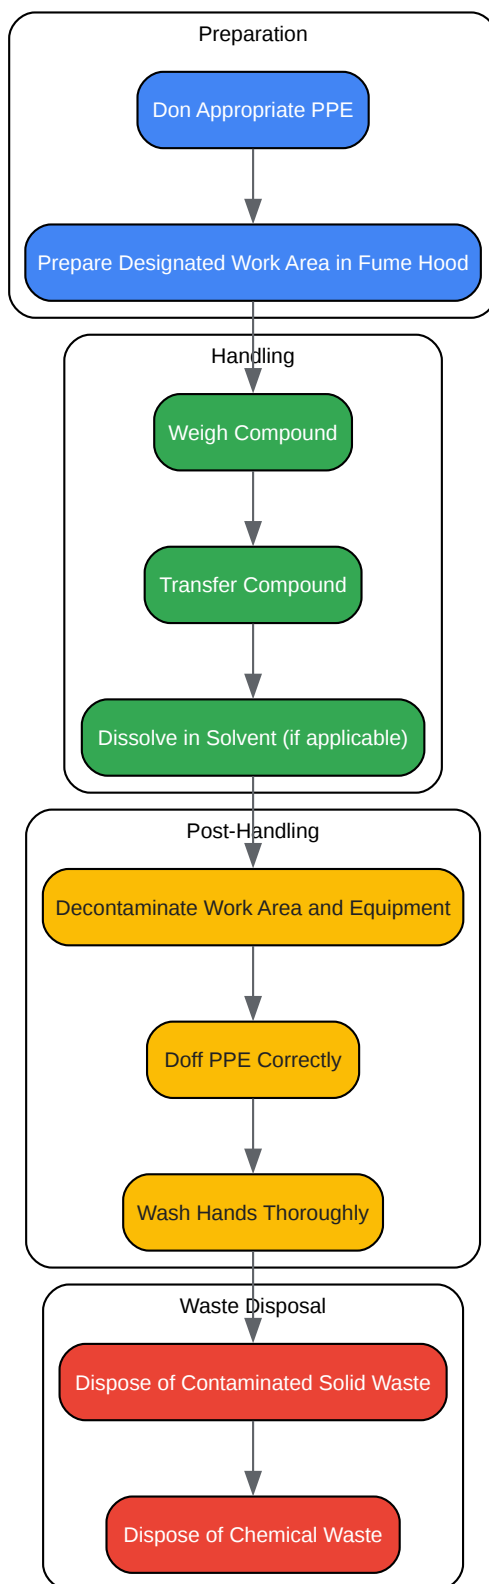 Preparation
Don Appropriate PPE
Prepare Designated Work Area in Fume Hood
Handling
Weigh Compound
Transfer Compound
Dissolve in Solvent (if applicable)
Post-Handling
Decontaminate Work Area and Equipment
Doff PPE Correctly
Wash Hands Thoroughly
Waste Disposal
Dispose of Contaminated Solid Waste
Dispose of Chemical Waste